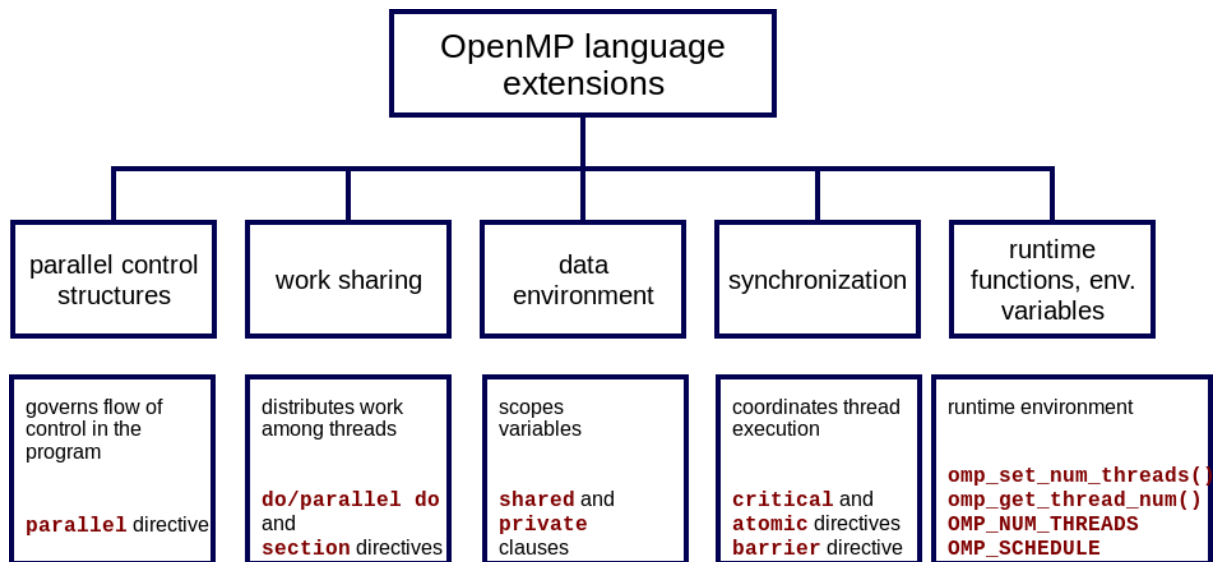 OpenMP language
extensions
parallel control
structures
work sharing
data
environment
synchronization
runtime
functions, env.
variables
governs flow of
control in the
program
parallel directive
distributes work
among threads
do/parallel do
and
section directives
scopes
variables
shared and
private
clauses
coordinates thread
execution
critical and
atomic directives
barrier directive
runtime environment
omp_set_num_threads()
omp_get_thread_num()
OMP_NUM_THREADS
OMP_SCHEDULE